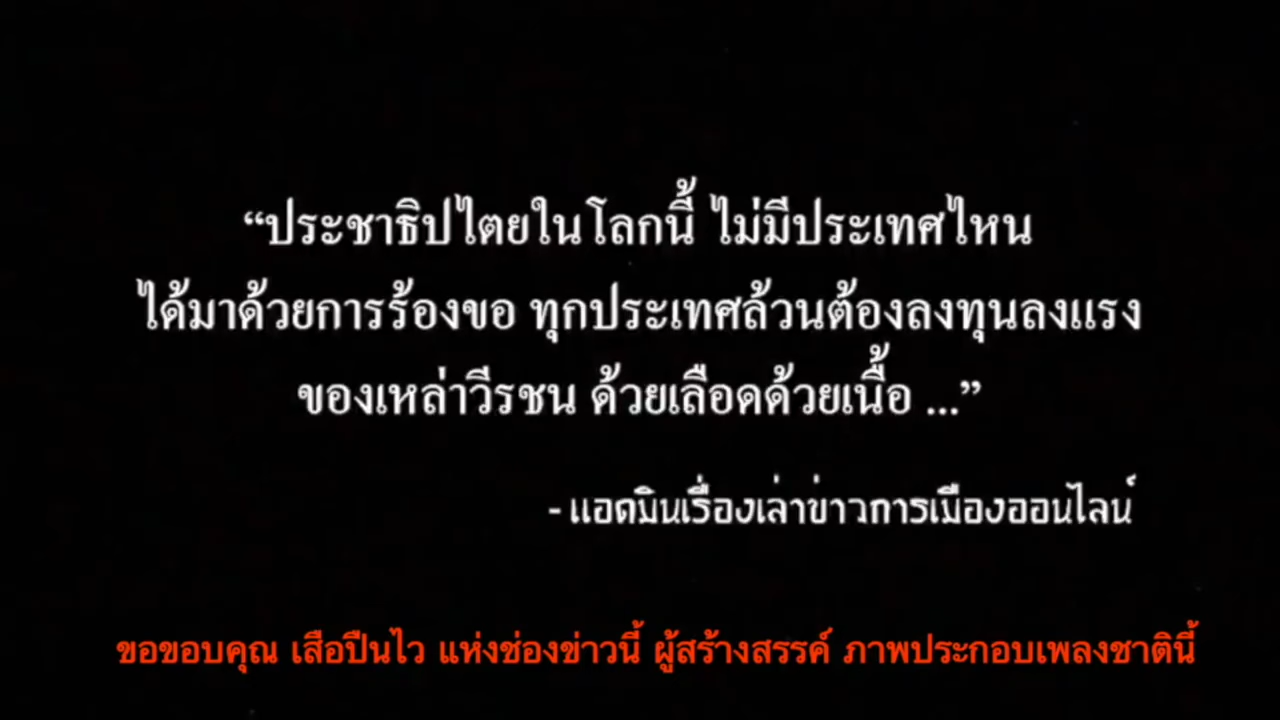 “ประชาธิปไตยในโลกนี้ ไม่มีประเทศไหน
ได้มาด้วยการร้องขอ ทุกประเทศล้วนต้องลงทุนลงแรง
ของเหล่าวีรชน ด้วยเลือดด้วยเนื้อ ...”
- แอดมินเรื่องเล่าข่าวการเมืองออนไลน์
ขอขอบคุณ เสือปืนไว แห่งช่องข่าวนี้ ผู้สร้างสรรค์ ภาพประกอบเพลงชาตินี้